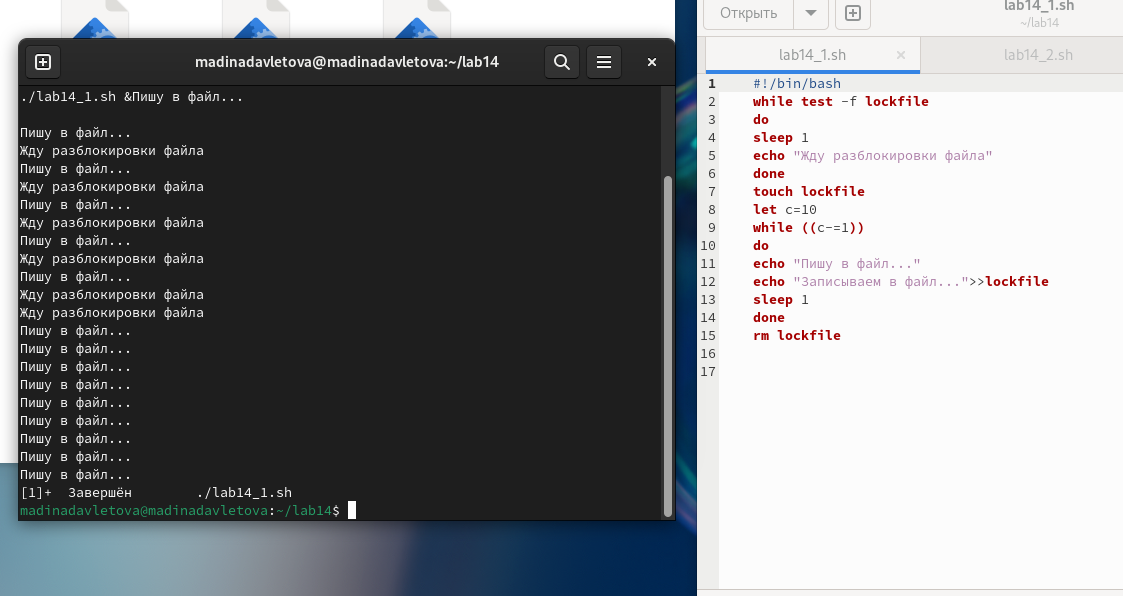 madinadavletova@madinadavletova:~/lab14
./lab14_1.sh &Пишу в файл...
Пишу в файл...
Жду разблокировки файла
Пишу в файл...
Жду разблокировки файла
Пишу в файл...
Жду разблокировки файла
Пишу в файл...
Жду разблокировки файла
Пишу в файл...
Жду разблокировки файла
Жду разблокировки файла
Пишу в файл...
Пишу в файл...
Пишу в файл...
Пишу в файл...
Пишу в файл...
Пишу в файл...
Пишу в файл...
Пишу в файл...
Пишу в файл...
[1]+  Завершён        ./lab14_1.sh
madinadavletova@madinadavletova:~/lab14$
Открыть
lab14_1.sh
~/lab14
lab14_1.sh × lab14_2.sh
1 #!/bin/bash
2 while test -f lockfile
3 do
4 sleep 1
5 echo "Жду разблокировки файла"
6 done
7 touch lockfile
8 let c=10
9 while ((c-=1))
10 do
11 echo "Пишу в файл..."
12 echo "Записываем в файл...">>lockfile
13 sleep 1
14 done
15 rm lockfile
16
17